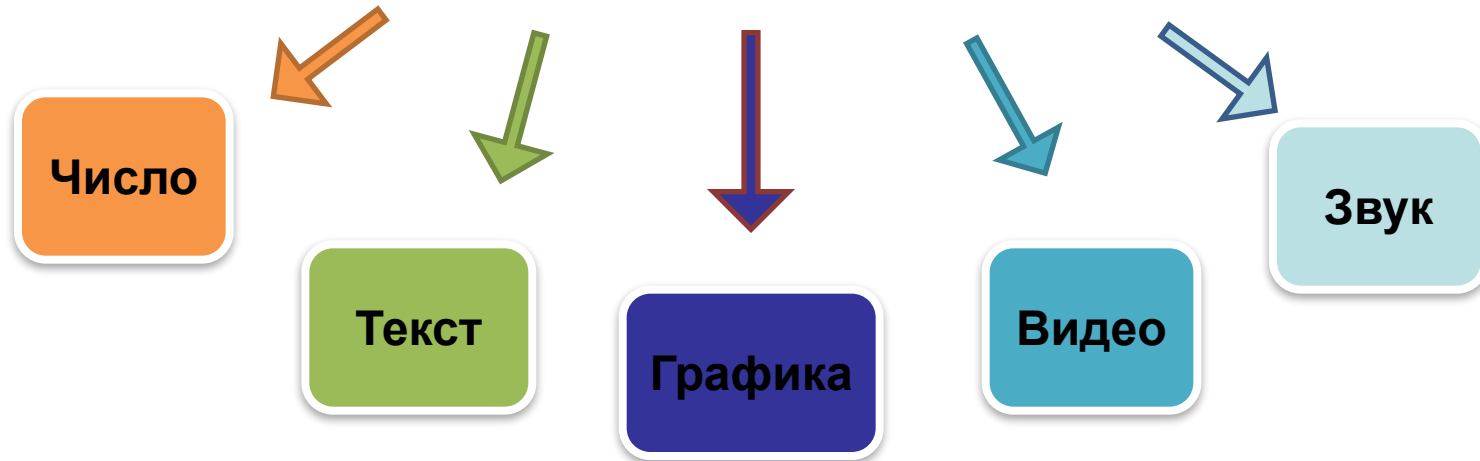 Число
Текст
Графика
Видео
Звук